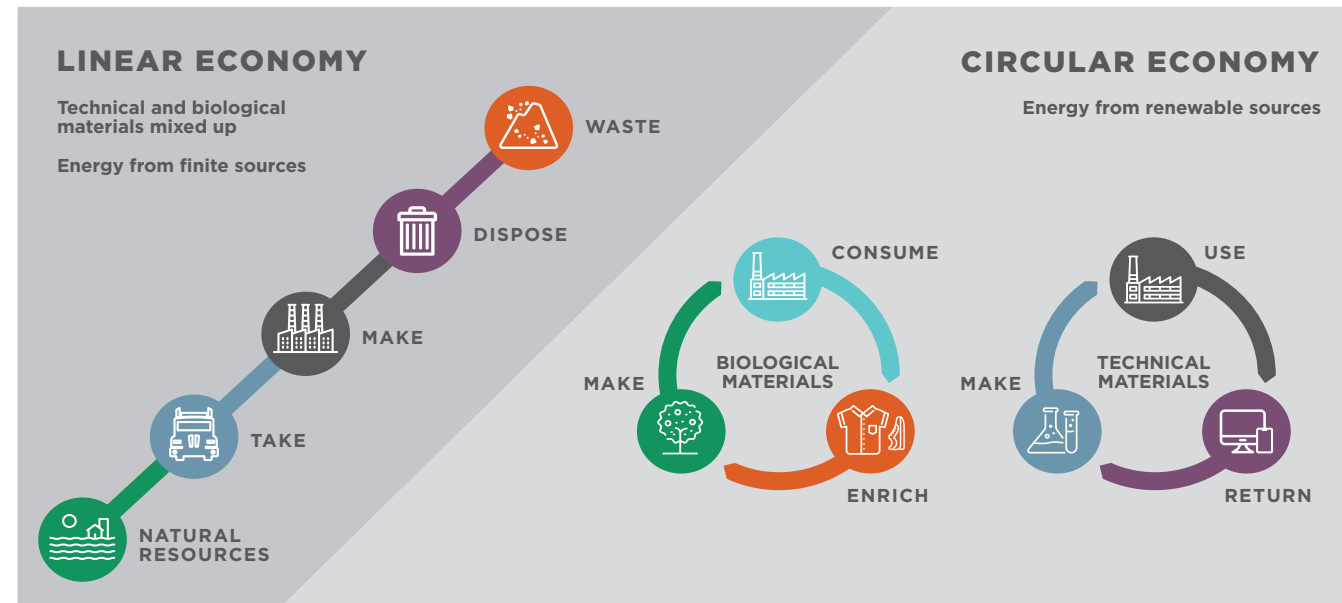 LINEAR ECONOMY
Technical and biological
materials mixed up
Energy from finite sources
WASTE
DISPOSE
MAKE
TAKE
NATURAL
RESOURCES
CIRCULAR ECONOMY
Energy from renewable sources
CONSUME
MAKE
BIOLOGICAL
MATERIALS
ENRICH
USE
MAKE
TECHNICAL
MATERIALS
RETURN